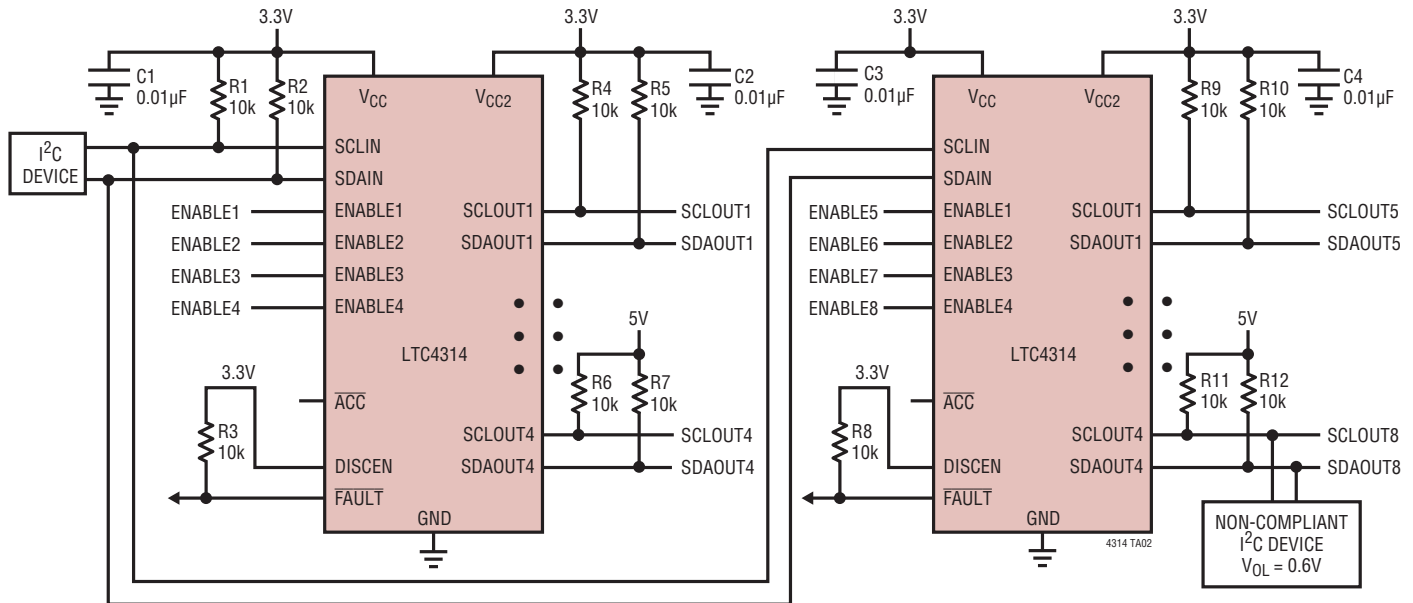 3.3V
3.3V
3.3V
3.3V
C1
0.01µF
R1
10k
R2
10k
VCC
VCC2
R4
10k
R5
10k
C2
0.01µF
C3
0.01µF
VCC
VCC2
R9
10k
R10
10k
C4
0.01µF
I2C
DEVICE
SCLIN
SDAIN
ENABLE1
ENABLE2
ENABLE3
ENABLE4
ENABLE1
ENABLE2
ENABLE3
ENABLE4
SCLOUT1
SDAOUT1
SCLOUT1
SDAOUT1
LTC4314
5V
R6
10k
R7
10k
3.3V
R3
10k
ACC
DISCEN
FAULT
GND
SCLOUT4
SDAOUT4
SCLOUT4
SDAOUT4
SCLIN
SDAIN
ENABLE5
ENABLE6
ENABLE7
ENABLE8
ENABLE1
ENABLE2
ENABLE3
ENABLE4
SCLOUT1
SDAOUT1
SCLOUT5
SDAOUT5
LTC4314
5V
R11
10k
R12
10k
3.3V
R8
10k
ACC
DISCEN
FAULT
GND
SCLOUT4
SDAOUT4
SCLOUT8
SDAOUT8
4314 TA02
NON-COMPLIANT
I2C DEVICE
VOL = 0.6V